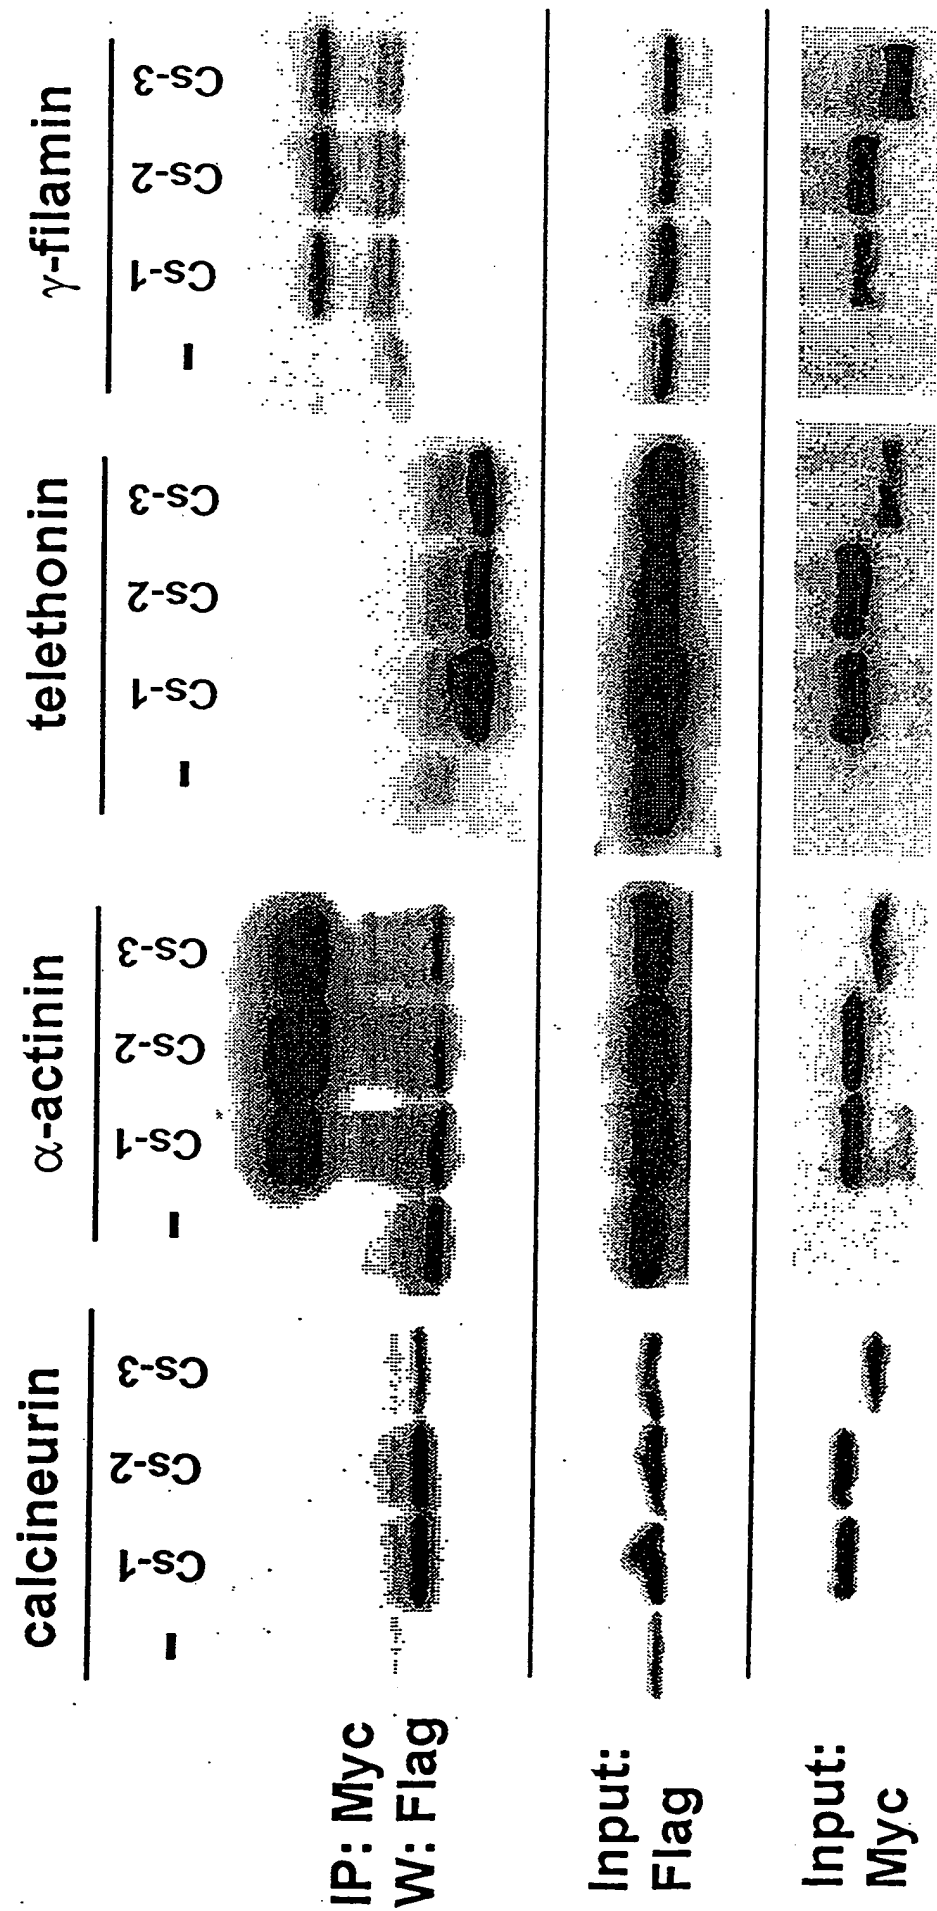 calcineurin α-actinin telethonin γ-filamin
– Cs-1 Cs-2 Cs-3 – Cs-1 Cs-2 Cs-3 – Cs-1 Cs-2 Cs-3 – Cs-1 Cs-2 Cs-3
IP: Myc
W: Flag
Input:
Flag
Input:
Myc